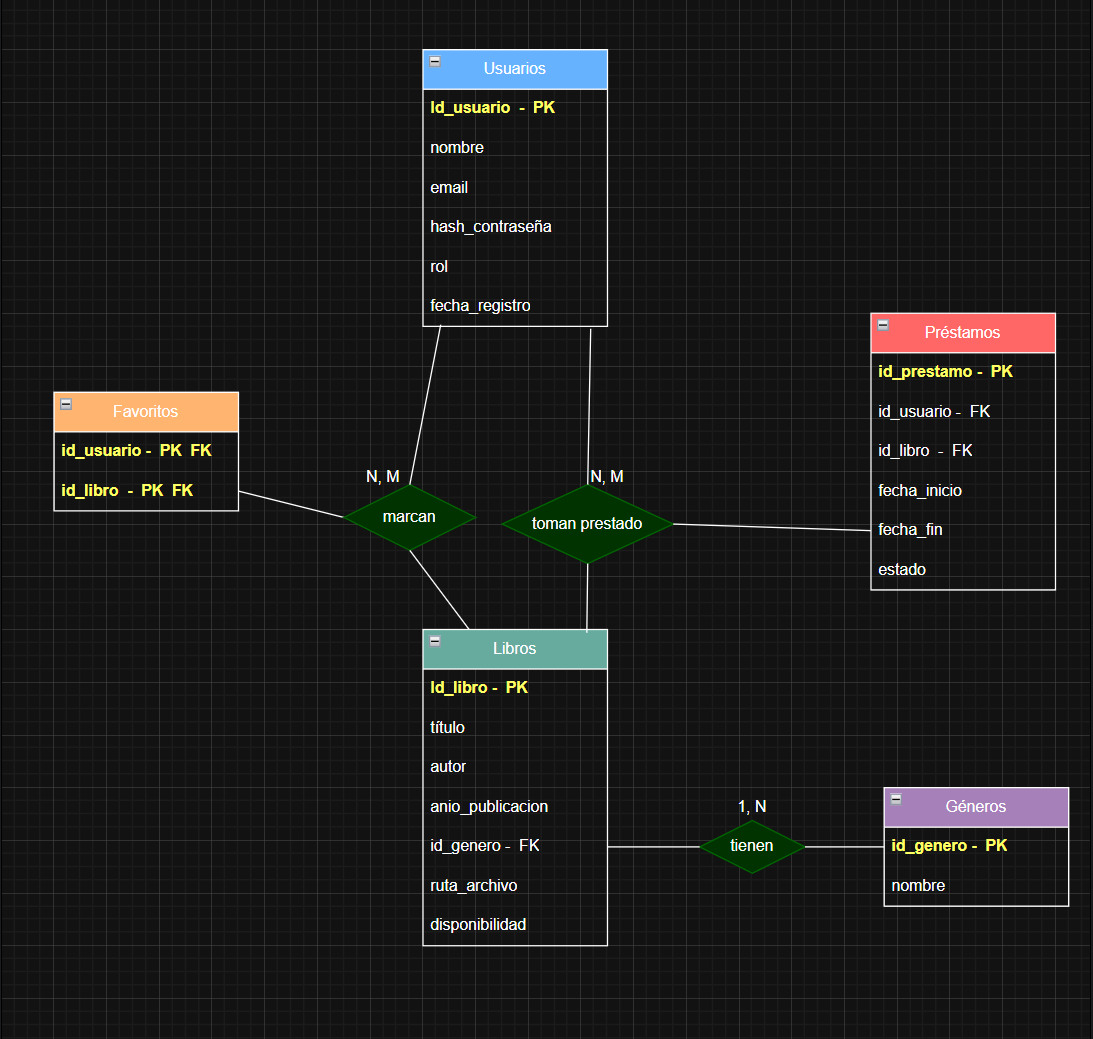 Usuarios
Id_usuario - PK
nombre
email
hash_contraseña
rol
fecha_registro
Préstamos
id_prestamo - PK
id_usuario - FK
id_libro - FK
fecha_inicio
fecha_fin
estado
Favoritos
id_usuario - PK FK
id_libro - PK FK
N, M
marcan
N, M
toman prestado
Libros
Id_libro - PK
título
autor
anio_publicacion
id_genero - FK
ruta_archivo
disponibilidad
1, N
tienen
Géneros
id_genero - PK
nombre